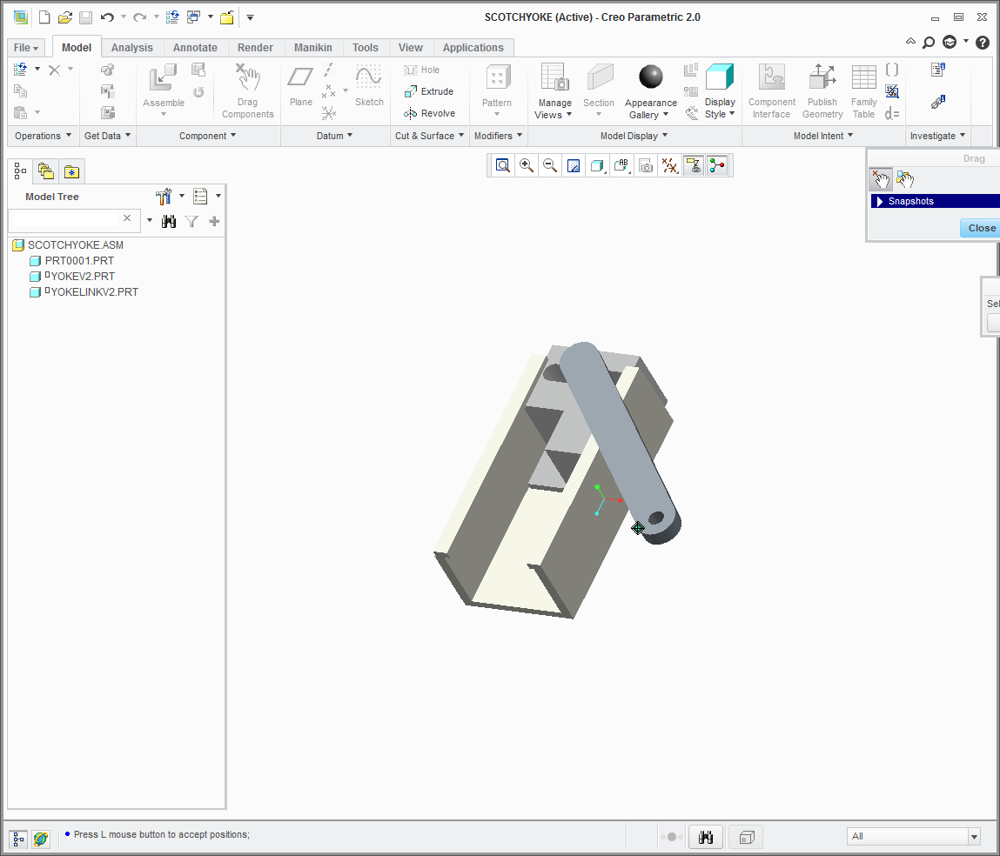 SCOTCHYOKE (Active) - Creo Parametric 2.0
File
Model
Analysis
Annotate
Render
Manikin
Tools
View
Applications
Assemble
Drag
Components
Plane
Sketch
Hole
Extrude
Revolve
Pattern
Manage
Views
Section
Appearance
Gallery
Display
Style
Component
Interface
Publish
Geometry
Family
Table
d=
Operations
Get Data
Component
Datum
Cut & Surface
Modifiers
Model Display
Model Intent
Investigate
AB
Drag
Snapshots
Close
Sel
Model Tree
SCOTCHYOKE.ASM
PRT0001.PRT
YOKEV2.PRT
YOKELINKV2.PRT
Press L mouse button to accept positions;
All